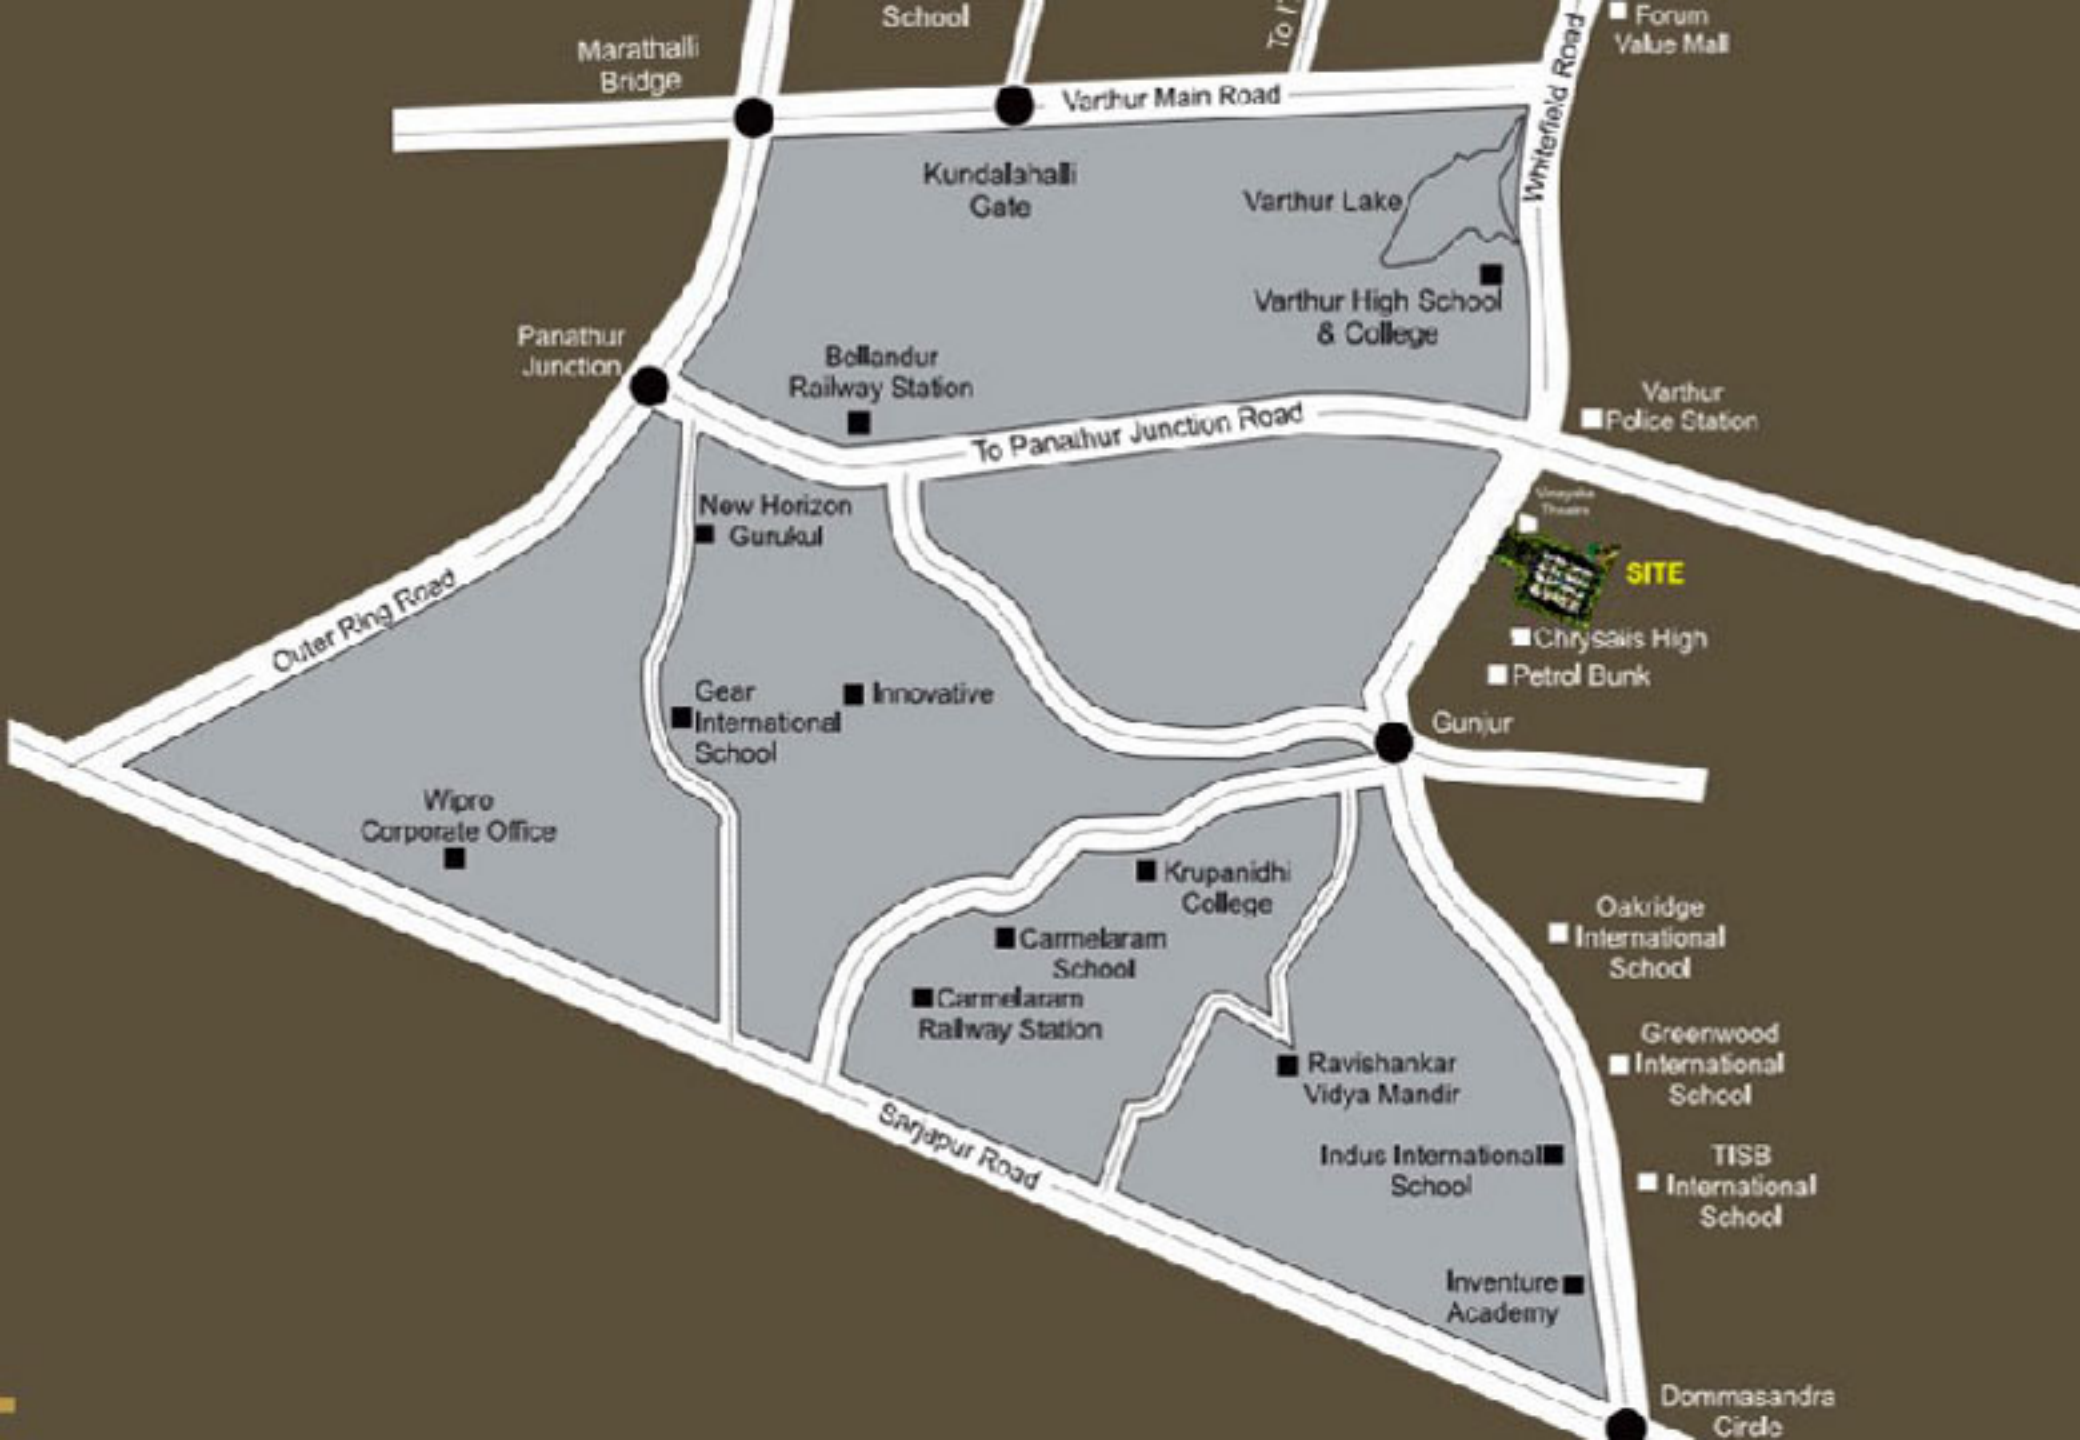 School
To
Forum
Value Mall
Marathalli
Bridge
Varthur Main Road
Whitefield Road
Kundalahalli
Gate
Varthur Lake
Varthur High School
& College
Panathur
Junction
Bellandur
Railway Station
Varthur
Police Station
To Panathur Junction Road
Vinayaka
Theatre
New Horizon
Gurukul
SITE
Outer Ring Road
Chrysalis High
Petrol Bunk
Gear
International
School
Innovative
Gunjur
Wipro
Corporate Office
Krupanidhi
College
Carmelaram
School
Carmelaram
Railway Station
Oakridge
International
School
Greenwood
International
School
Ravishankar
Vidya Mandir
Sarjapur Road
Indus International
School
TISB
International
School
Inventure
Academy
Dommasandra
Circle